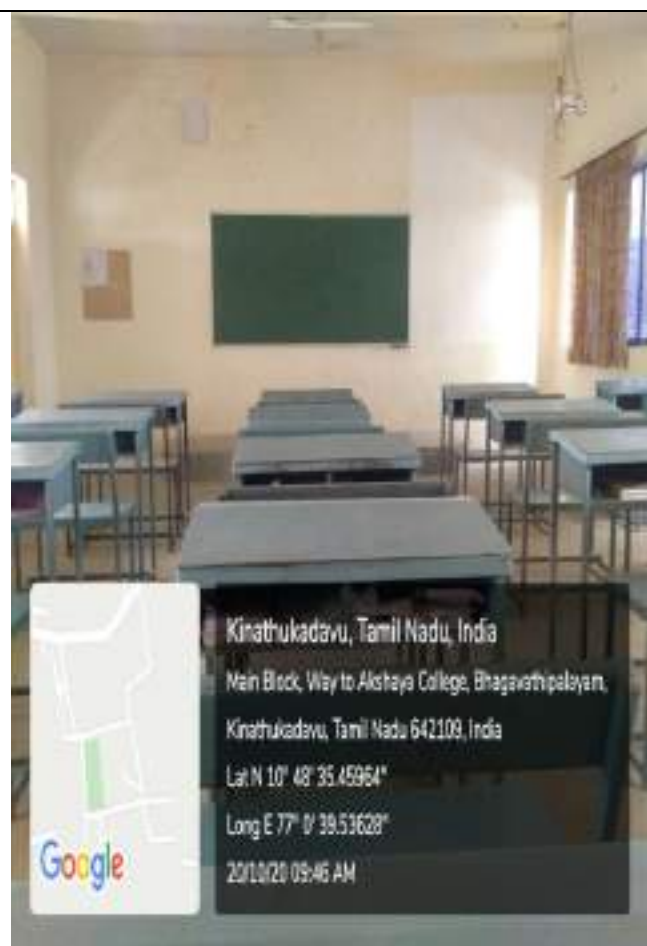 Kinathukadavu, Tamil Nadu, India
Main Block, Way to Akshaya College, Bhagavathipalayam,
Kinathukadavu, Tamil Nadu 642109, India
Lat N 10° 48' 35.45964"
Long E 77° 0' 39.53628"
Google
20/10/20 09:46 AM